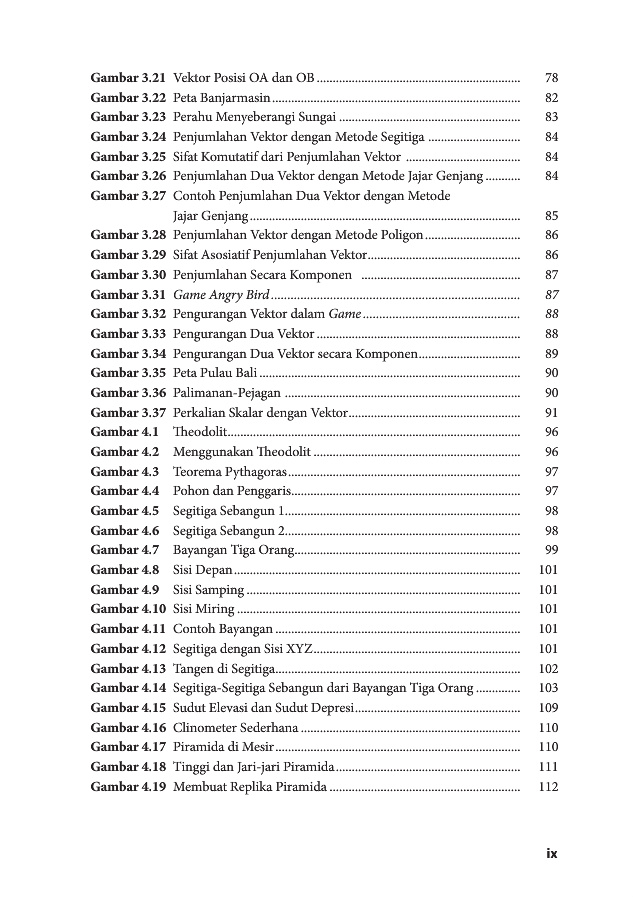 Gambar 3.21 Vektor Posisi OA dan OB ................................................................ 78
Gambar 3.22 Peta Banjarmasin.............................................................................. 82
Gambar 3.23 Perahu Menyeberangi Sungai ......................................................... 83
Gambar 3.24 Penjumlahan Vektor dengan Metode Segitiga ............................. 84
Gambar 3.25 Sifat Komutatif dari Penjumlahan Vektor .................................... 84
Gambar 3.26 Penjumlahan Dua Vektor dengan Metode Jajar Genjang ........... 84
Gambar 3.27 Contoh Penjumlahan Dua Vektor dengan Metode
Jajar Genjang..................................................................................... 85
Gambar 3.28 Penjumlahan Vektor dengan Metode Poligon.............................. 86
Gambar 3.29 Sifat Asosiatif Penjumlahan Vektor................................................ 86
Gambar 3.30 Penjumlahan Secara Komponen .................................................. 87
Gambar 3.31 Game Angry Bird.............................................................................. 87
Gambar 3.32 Pengurangan Vektor dalam Game.................................................. 88
Gambar 3.33 Pengurangan Dua Vektor ................................................................ 88
Gambar 3.34 Pengurangan Dua Vektor secara Komponen................................ 89
Gambar 3.35 Peta Pulau Bali .................................................................................. 90
Gambar 3.36 Palimanan-Pejagan .......................................................................... 90
Gambar 3.37 Perkalian Skalar dengan Vektor...................................................... 91
Gambar 4.1 Theodolit............................................................................................ 96
Gambar 4.2 Menggunakan Theodolit ................................................................. 96
Gambar 4.3 Teorema Pythagoras......................................................................... 97
Gambar 4.4 Pohon dan Penggaris........................................................................ 97
Gambar 4.5 Segitiga Sebangun 1.......................................................................... 98
Gambar 4.6 Segitiga Sebangun 2.......................................................................... 98
Gambar 4.7 Bayangan Tiga Orang....................................................................... 99
Gambar 4.8 Sisi Depan.......................................................................................... 101
Gambar 4.9 Sisi Samping ...................................................................................... 101
Gambar 4.10 Sisi Miring ......................................................................................... 101
Gambar 4.11 Contoh Bayangan ............................................................................. 101
Gambar 4.12 Segitiga dengan Sisi XYZ................................................................. 101
Gambar 4.13 Tangen di Segitiga............................................................................. 102
Gambar 4.14 Segitiga-Segitiga Sebangun dari Bayangan Tiga Orang .............. 103
Gambar 4.15 Sudut Elevasi dan Sudut Depresi.................................................... 109
Gambar 4.16 Clinometer Sederhana ..................................................................... 110
Gambar 4.17 Piramida di Mesir............................................................................. 110
Gambar 4.18 Tinggi dan Jari-jari Piramida.......................................................... 111
Gambar 4.19 Membuat Replika Piramida ............................................................ 112
ix